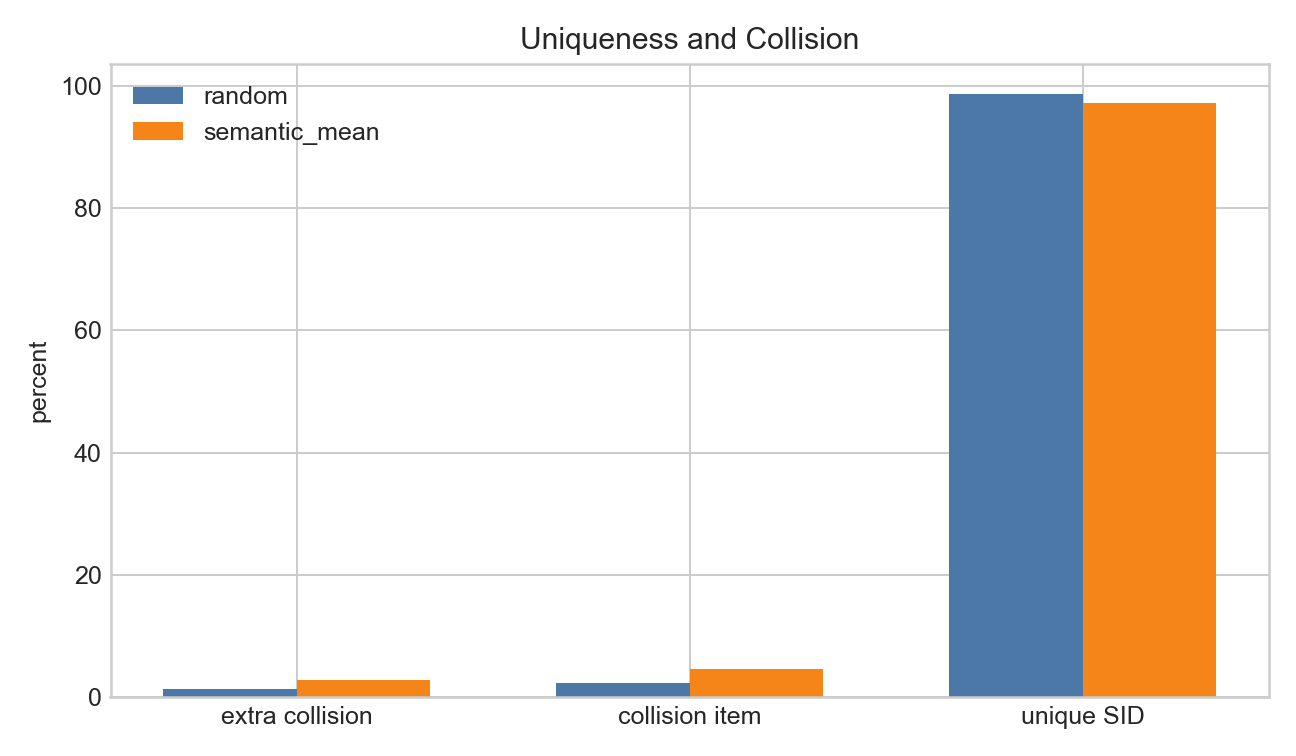 Uniqueness and Collision
random
semantic_mean
percent
100
80
60
40
20
0
extra collision
collision item
unique SID